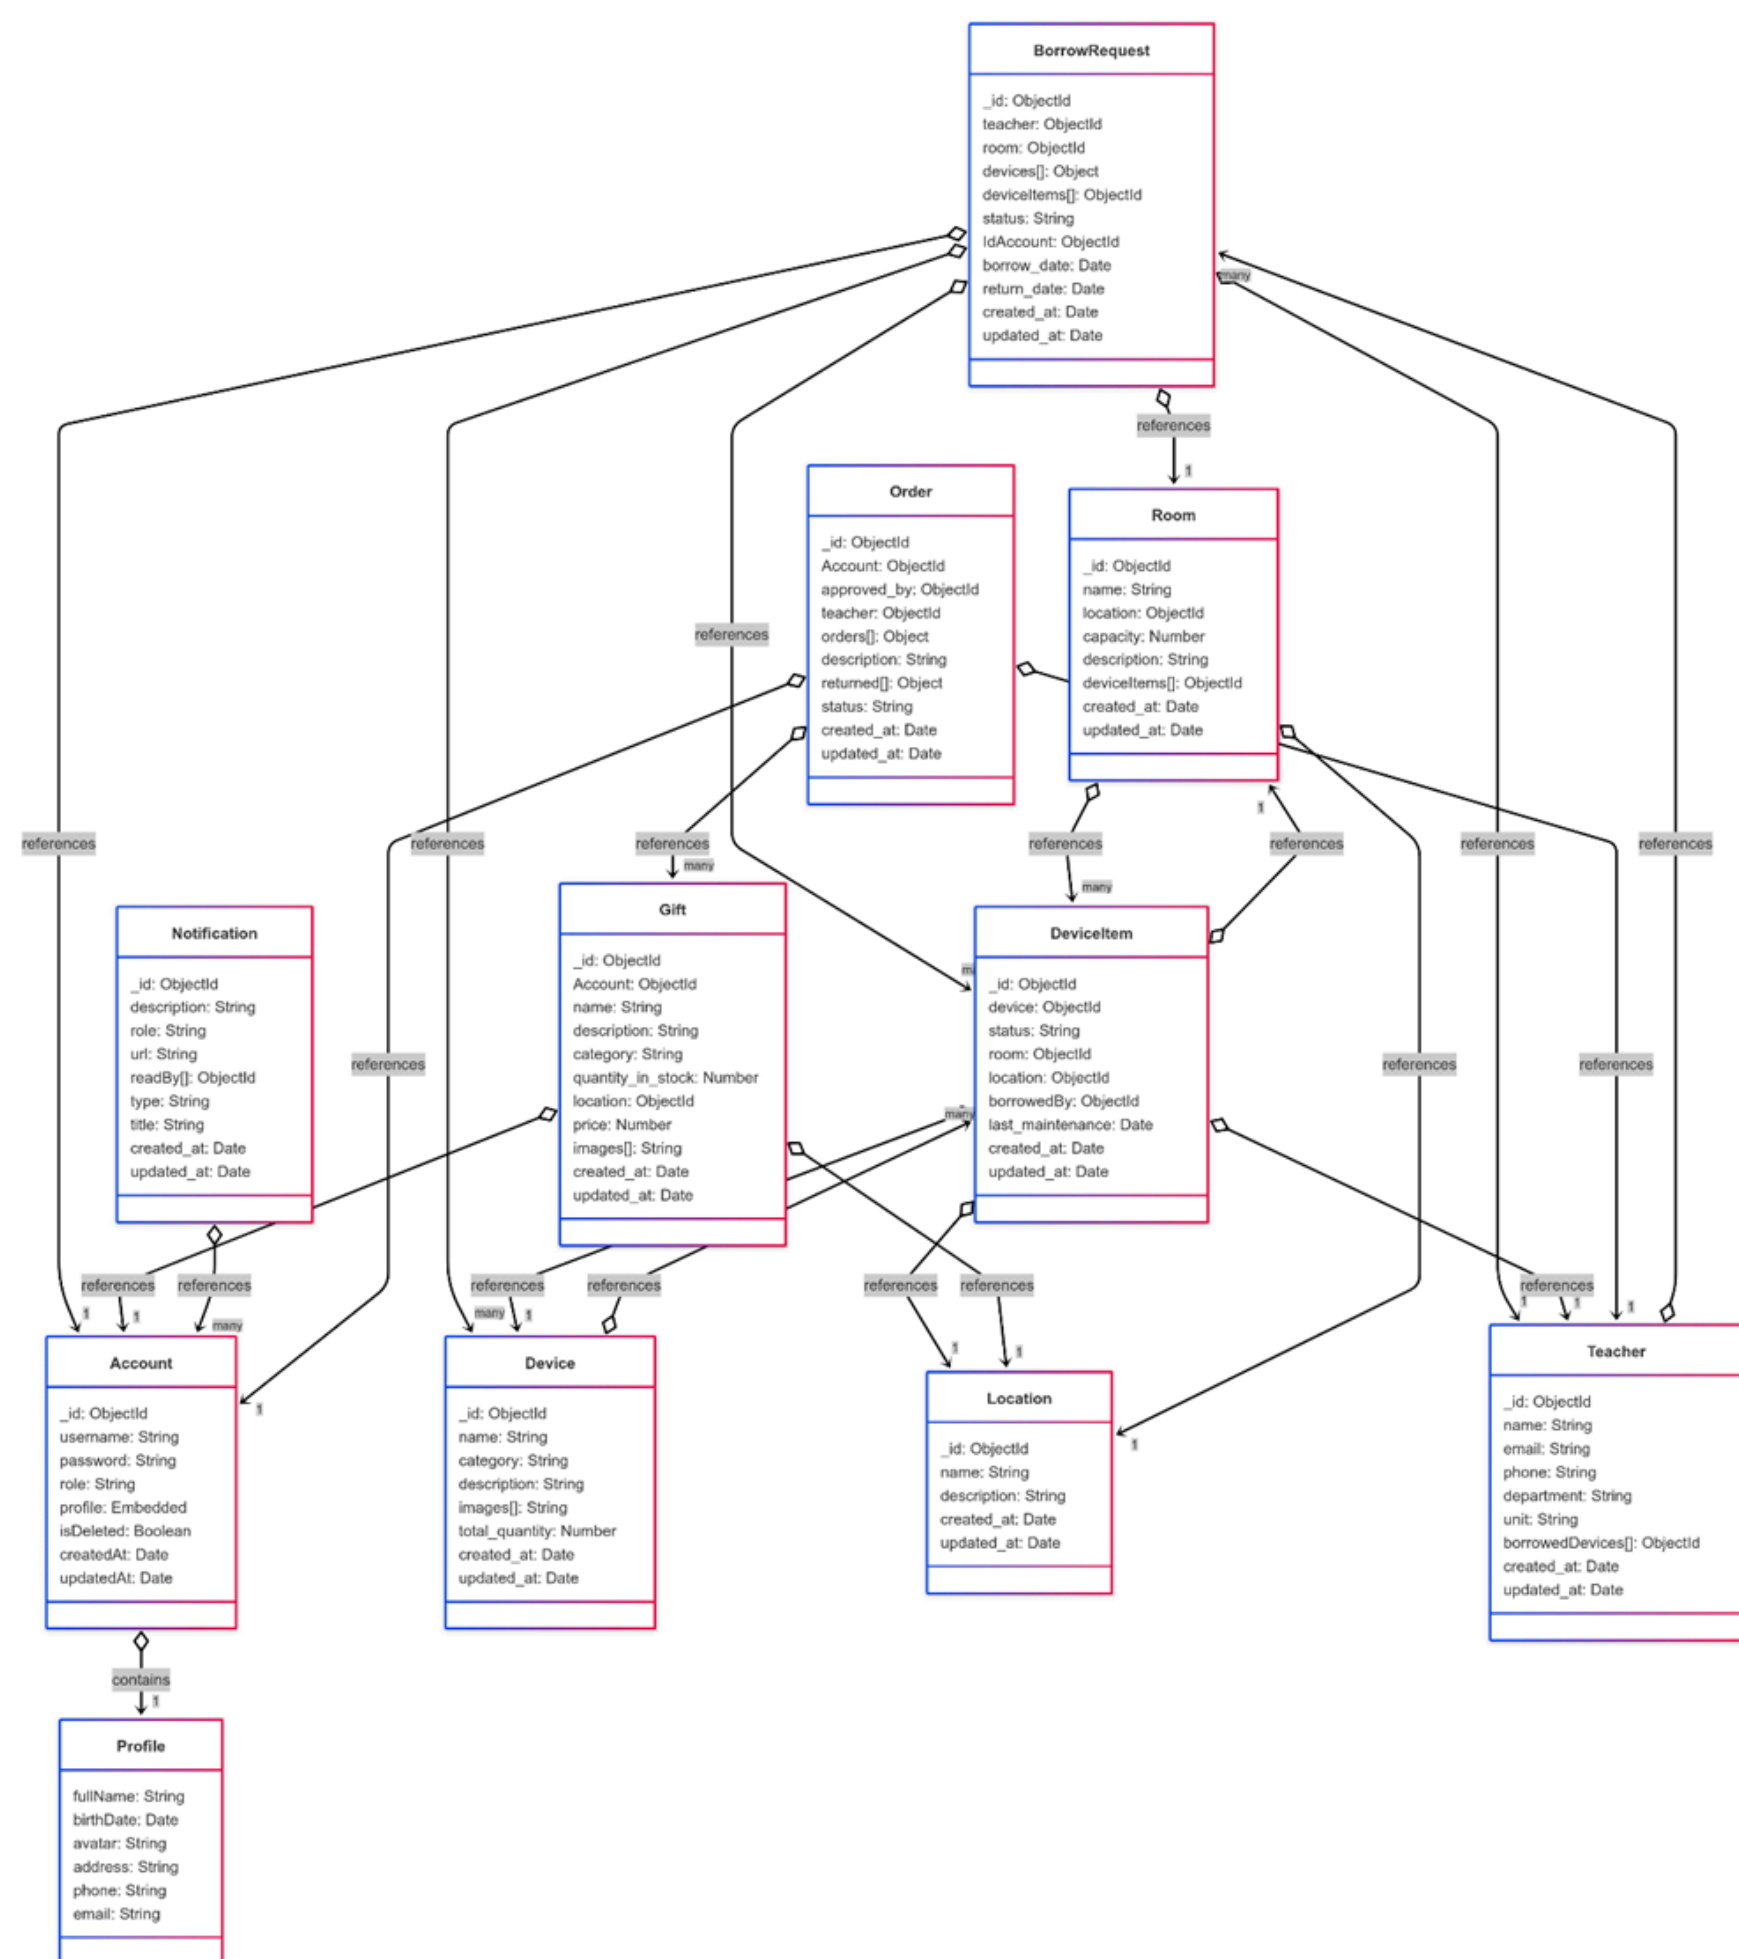 BorrowRequest
_id: ObjectId
teacher: ObjectId
room: ObjectId
devices[]: Object
deviceItems[]: ObjectId
status: String
IdAccount: ObjectId
borrow_date: Date
return_date: Date
created_at: Date
updated_at: Date
many
references
1
Order
_id: ObjectId
Account: ObjectId
approved_by: ObjectId
teacher: ObjectId
orders[]: Object
description: String
returned[]: Object
status: String
created_at: Date
updated_at: Date
Room
_id: ObjectId
name: String
location: ObjectId
capacity: Number
description: String
deviceItems[]: ObjectId
created_at: Date
updated_at: Date
references
1
references
references
references
many
references
many
references
references
references
Notification
_id: ObjectId
description: String
role: String
url: String
readBy[]: ObjectId
type: String
title: String
created_at: Date
updated_at: Date
references
Gift
_id: ObjectId
Account: ObjectId
name: String
description: String
category: String
quantity_in_stock: Number
location: ObjectId
price: Number
images[]: String
created_at: Date
updated_at: Date
many
DeviceItem
_id: ObjectId
device: ObjectId
status: String
room: ObjectId
location: ObjectId
borrowedBy: ObjectId
last_maintenance: Date
created_at: Date
updated_at: Date
references
references
references
references
references
references
references
references
references
1
1
many
many
1
1
1
1
1
1
1
1
Account
_id: ObjectId
username: String
password: String
role: String
profile: Embedded
isDeleted: Boolean
createdAt: Date
updatedAt: Date
Device
_id: ObjectId
name: String
category: String
description: String
images[]: String
total_quantity: Number
created_at: Date
updated_at: Date
Location
_id: ObjectId
name: String
description: String
created_at: Date
updated_at: Date
Teacher
_id: ObjectId
name: String
email: String
phone: String
department: String
unit: String
borrowedDevices[]: ObjectId
created_at: Date
updated_at: Date
contains
1
Profile
fullName: String
birthDate: Date
avatar: String
address: String
phone: String
email: String